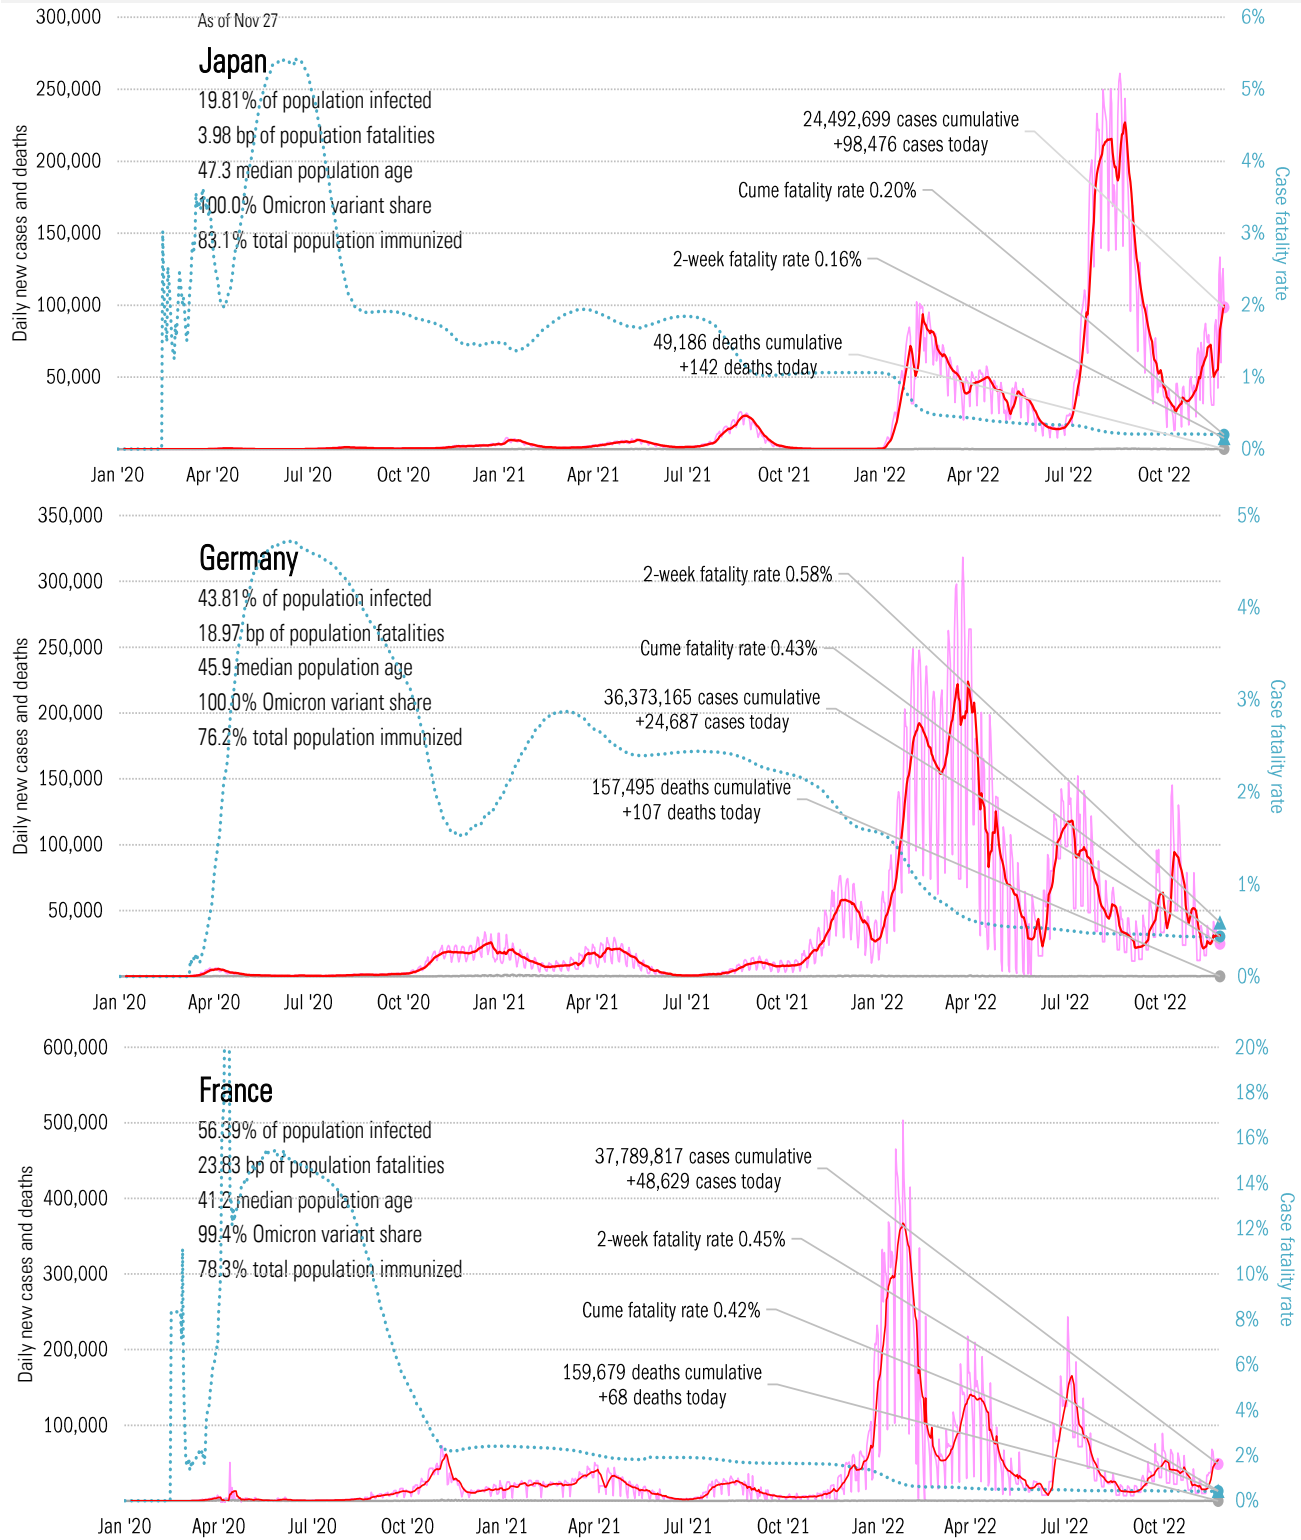 As of Nov 27
300,000
6%
Japan
19.81% of population infected
3.98 bp of population fatalities
47.3 median population age
100.0% Omicron variant share
83.1% total population immunized
250,000
5%
24,492,699 cases cumulative
+98,476 cases today
200,000
4%
Cume fatality rate 0.20%
150,000
3%
2-week fatality rate 0.16%
100,000
2%
49,186 deaths cumulative
+142 deaths today
50,000
1%
0%
Daily new cases and deaths
Case fatality rate
Jan '20 Apr '20 Jul '20 Oct '20 Jan '21 Apr '21 Jul '21 Oct '21 Jan '22 Apr '22 Jul '22 Oct '22
350,000
5%
Germany
43.81% of population infected
18.97 bp of population fatalities
45.9 median population age
100.0% Omicron variant share
76.2% total population immunized
300,000
2-week fatality rate 0.58%
4%
250,000
Cume fatality rate 0.43%
36,373,165 cases cumulative
+24,687 cases today
200,000
3%
150,000
157,495 deaths cumulative
+107 deaths today
2%
100,000
1%
50,000
0%
Daily new cases and deaths
Case fatality rate
Jan '20 Apr '20 Jul '20 Oct '20 Jan '21 Apr '21 Jul '21 Oct '21 Jan '22 Apr '22 Jul '22 Oct '22
600,000
20%
France
56.39% of population infected
23.83 bp of population fatalities
41.2 median population age
99.4% Omicron variant share
78.3% total population immunized
18%
500,000
16%
37,789,817 cases cumulative
+48,629 cases today
14%
400,000
12%
2-week fatality rate 0.45%
300,000
10%
Cume fatality rate 0.42%
8%
200,000
6%
159,679 deaths cumulative
+68 deaths today
4%
100,000
2%
0%
Daily new cases and deaths
Case fatality rate
Jan '20 Apr '20 Jul '20 Oct '20 Jan '21 Apr '21 Jul '21 Oct '21 Jan '22 Apr '22 Jul '22 Oct '22